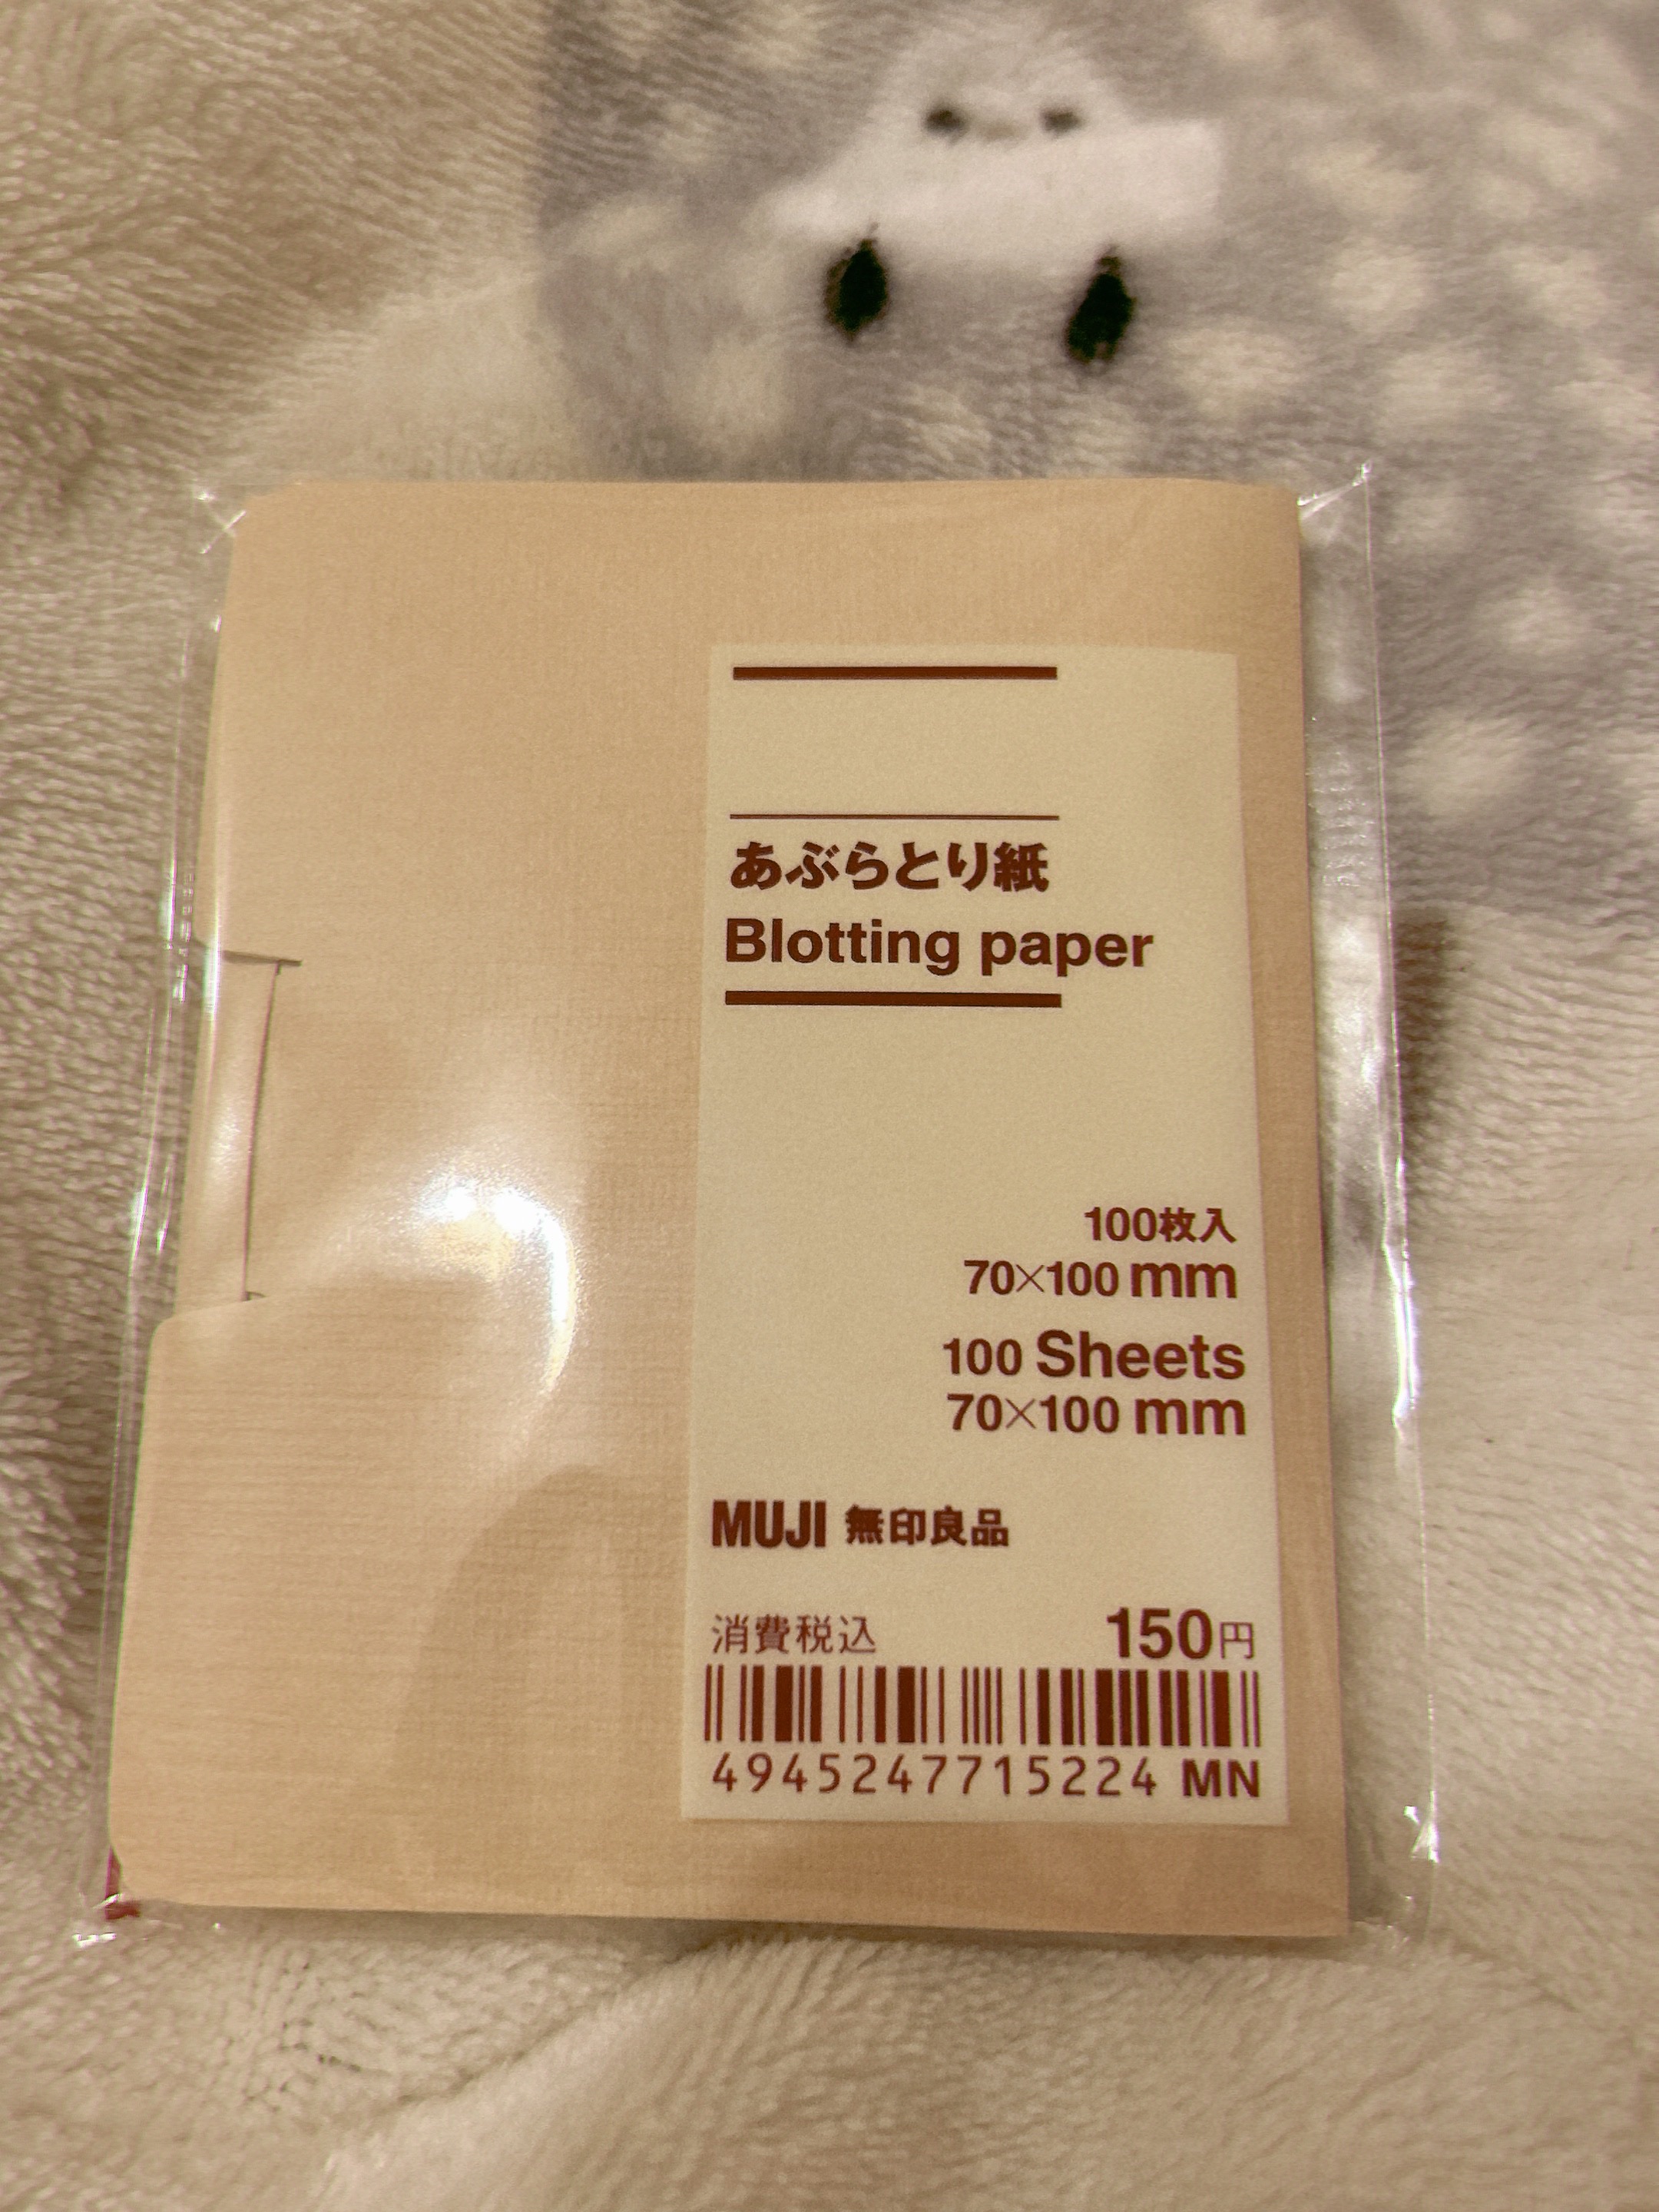 あぶらとり紙
Blotting paper
100枚入
70×100 mm
100 Sheets
70×100 mm
MUJI 無印良品
消費税込 150円
4945247715224 MN